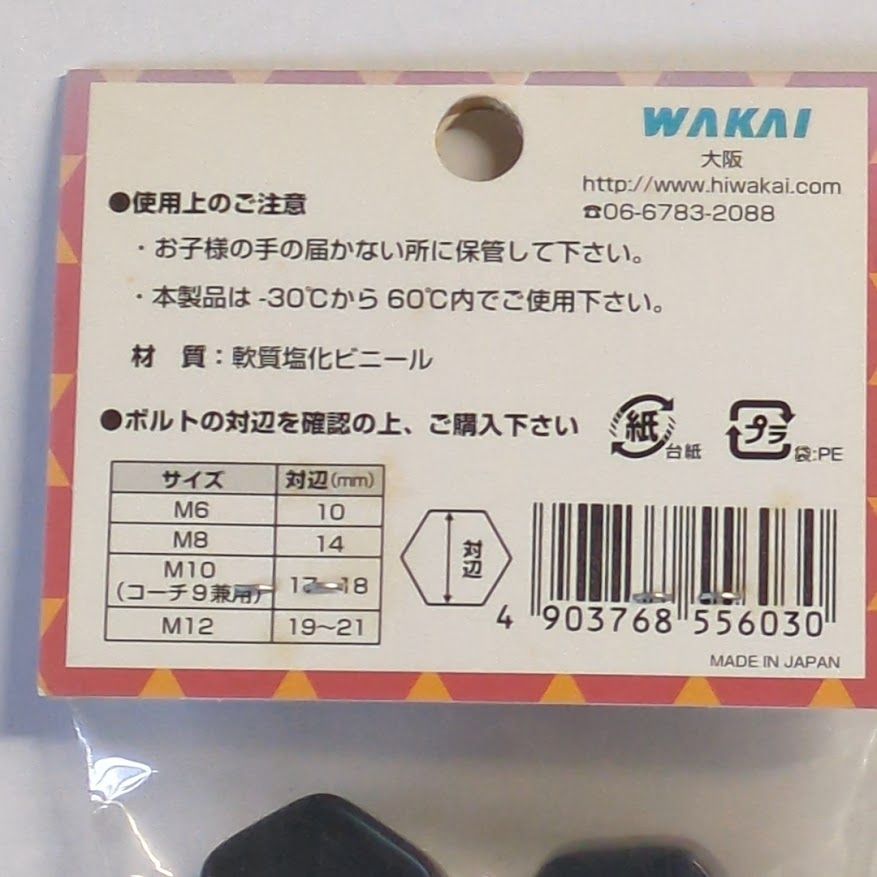 WAKAI
大阪
http://www.hiwakai.com
☎06-6783-2088
●使用上のご注意
・お子様の手の届かない所に保管して下さい。
・本製品は -30℃から 60℃内でご使用下さい。
材　質：軟質塩化ビニール
●ボルトの対辺を確認の上、ご購入下さい
紙 台紙
プラ 袋:PE
サイズ 対辺(mm)
M6 10
M8 14
M10
(コーチ9兼用) 18
M12 19〜21
対辺
4 903768 556030
MADE IN JAPAN